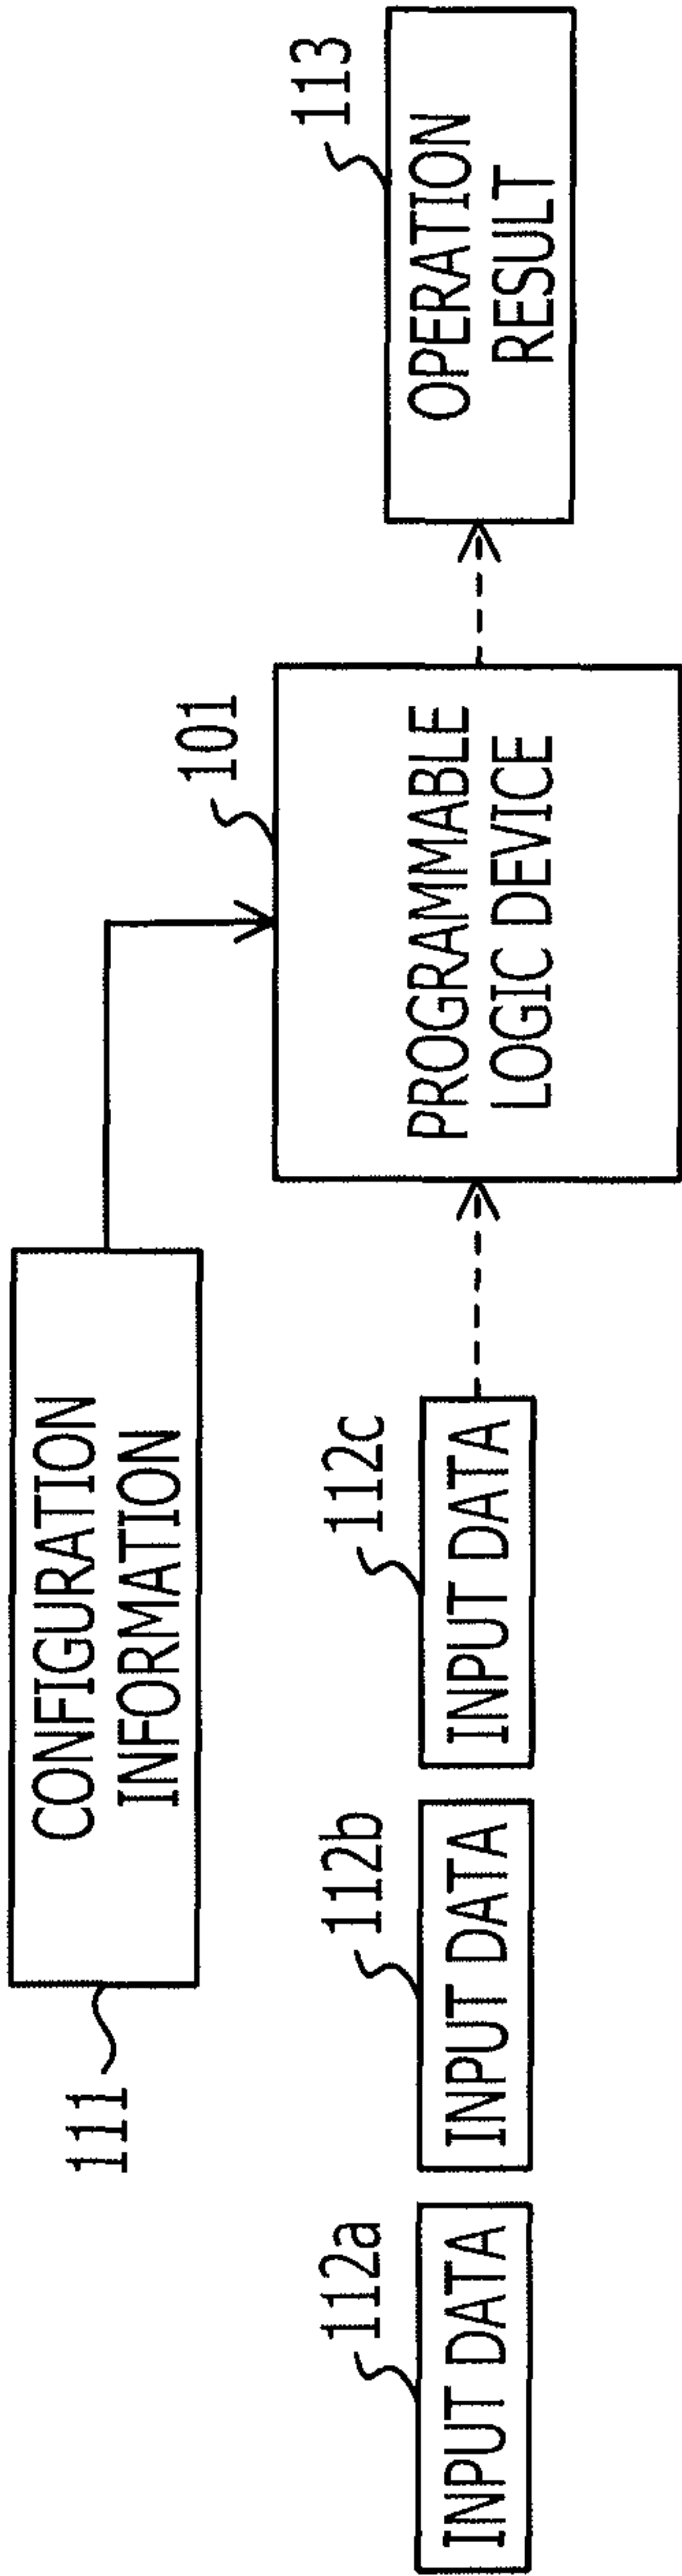 111
CONFIGURATION
INFORMATION
101
113
112a
INPUT DATA
112b
INPUT DATA
112c
INPUT DATA
PROGRAMMABLE
LOGIC DEVICE
OPERATION
RESULT